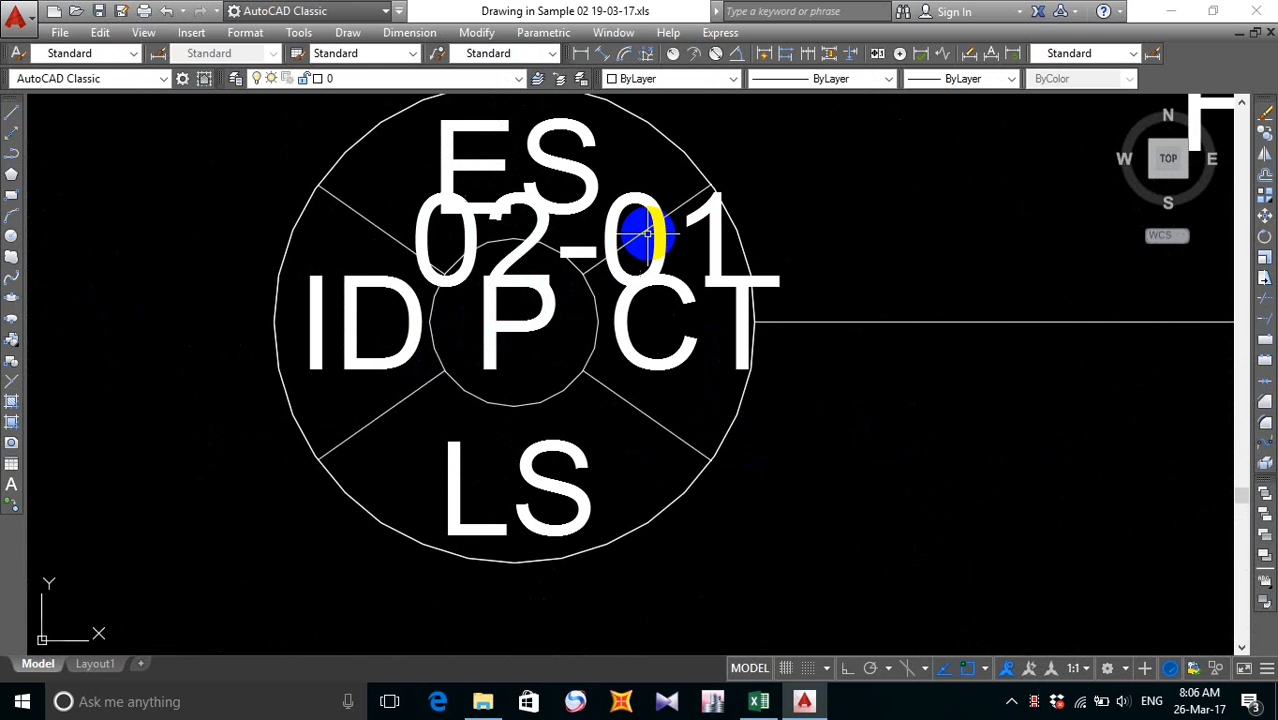 AutoCAD Classic
Drawing in Sample 02 19-03-17.xls
Type a keyword or phrase
Sign In
File Edit View Insert Format Tools Draw Dimension Modify Parametric Window Help Express
Standard Standard Standard Standard Standard
AutoCAD Classic 0 ByLayer ByLayer ByLayer ByColor
N
W TOP E
S
WCS
FS
02-01
ID P CT
LS
Y
X
Model Layout1 +
MODEL 1:1
Ask me anything
ENG
8:06 AM
26-Mar-17
3